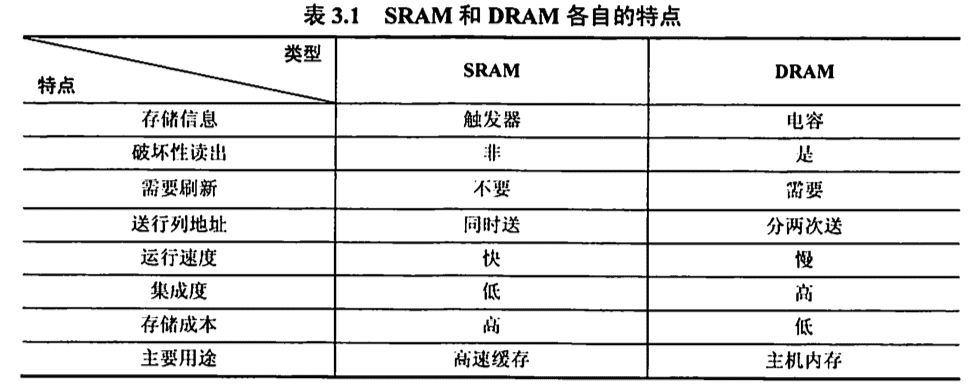 表 3.1 SRAM 和 DRAM 各自的特点
类型
特点 SRAM DRAM
存储信息 触发器 电容
破坏性读出 非 是
需要刷新 不要 需要
送行列地址 同时送 分两次送
运行速度 快 慢
集成度 低 高
存储成本 高 低
主要用途 高速缓存 主机内存